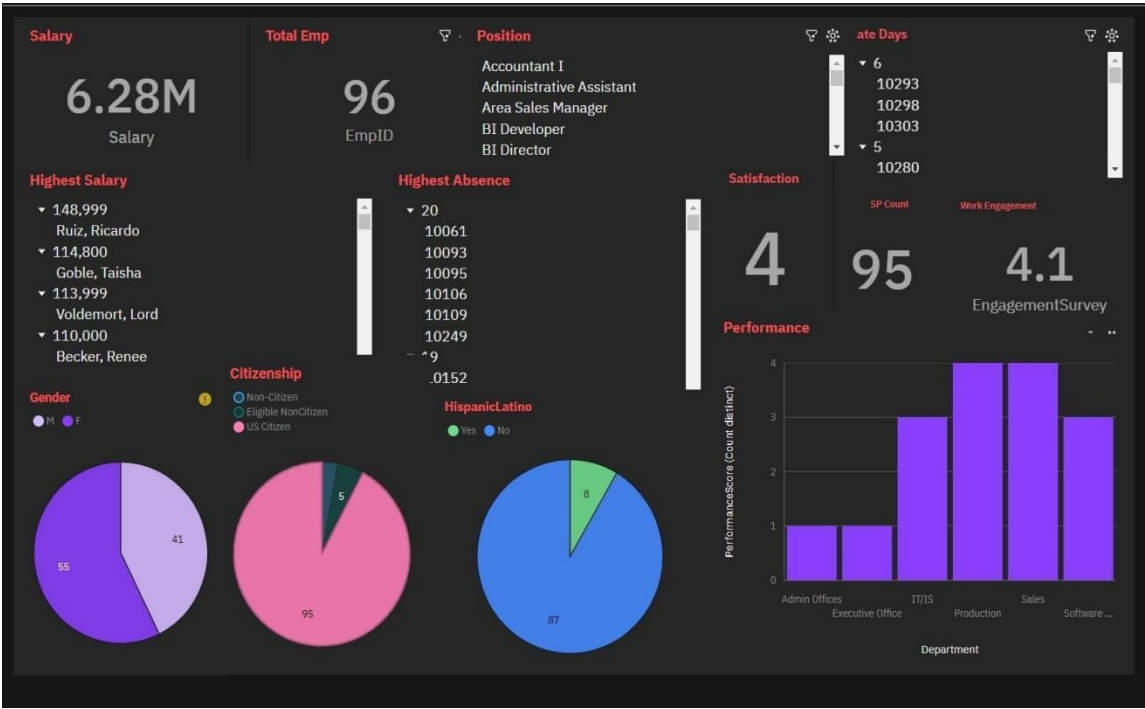 Salary
6.28M
Salary
Total Emp
96
EmpID
Position
Accountant I
Administrative Assistant
Area Sales Manager
BI Developer
BI Director
ate Days
6
10293
10298
10303
5
10280
Highest Salary
148,999
Ruiz, Ricardo
114,800
Goble, Taisha
113,999
Voldemort, Lord
110,000
Becker, Renee
Highest Absence
20
10061
10093
10095
10106
10109
10249
.0152
Satisfaction
4
SP Count
95
Work Engagement
4.1
EngagementSurvey
Gender
M F
41
55
Citizenship
Non-Citizen
Eligible NonCitizen
US Citizen
5
95
HispanicLatino
Yes No
8
87
Performance
PerformanceScore (Count distinct)
4
3
2
1
0
Admin Offices IT/IS Sales
Executive Office Production Software ...
Department